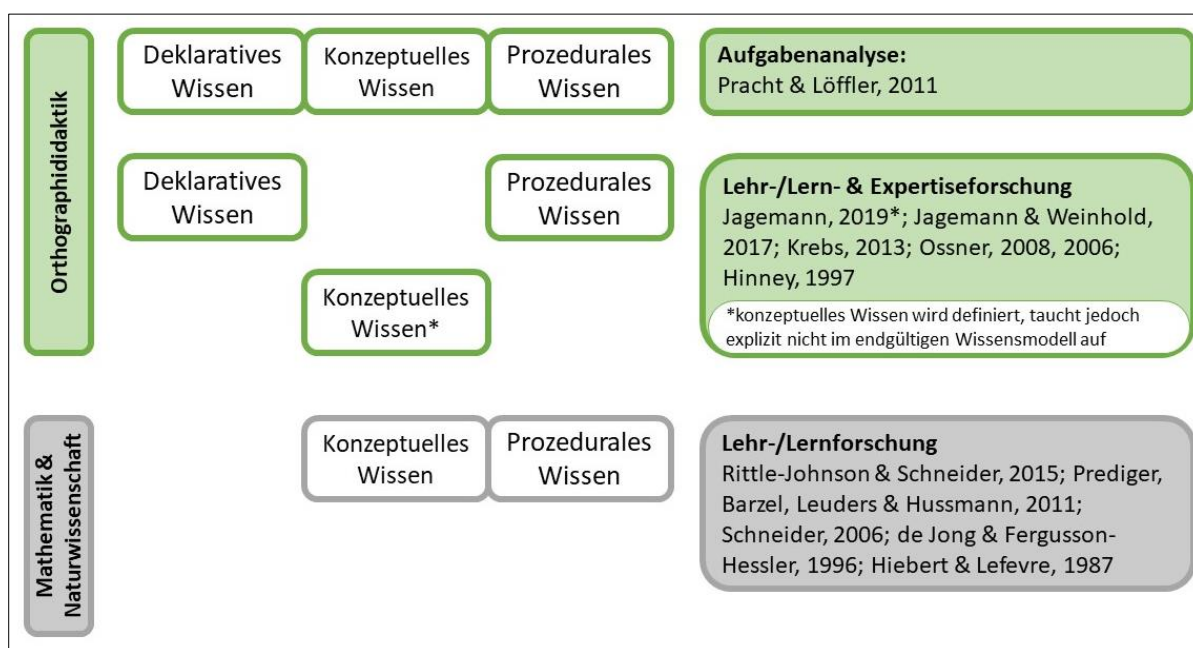 Orthographididaktik
Deklaratives
Wissen
Konzeptuelles
Wissen
Prozedurales
Wissen
Aufgabenanalyse:
Pracht & Löffler, 2011
Deklaratives
Wissen
Prozedurales
Wissen
Konzeptuelles
Wissen*
Lehr-/Lern- & Expertiseforschung
Jagemann, 2019*; Jagemann & Weinhold,
2017; Krebs, 2013; Ossner, 2008, 2006;
Hinney, 1997
*konzeptuelles Wissen wird definiert, taucht jedoch
explizit nicht im endgültigen Wissensmodell auf
Mathematik &
Naturwissenschaft
Konzeptuelles
Wissen
Prozedurales
Wissen
Lehr-/Lernforschung
Rittle-Johnson & Schneider, 2015; Prediger,
Barzel, Leuders & Hussmann, 2011;
Schneider, 2006; de Jong & Fergusson-
Hessler, 1996; Hiebert & Lefevre, 1987